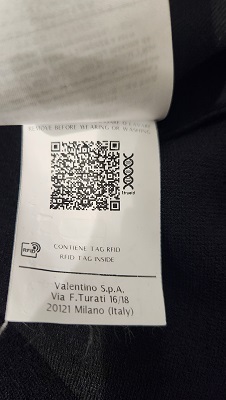 REMOVE BEFORE WEARING OR WASHING
CONTIENE TAG RFID
RFID TAG INSIDE
RFID
Valentino S.p.A.
Via F.Turati 16/18
20121 Milano (Italy)